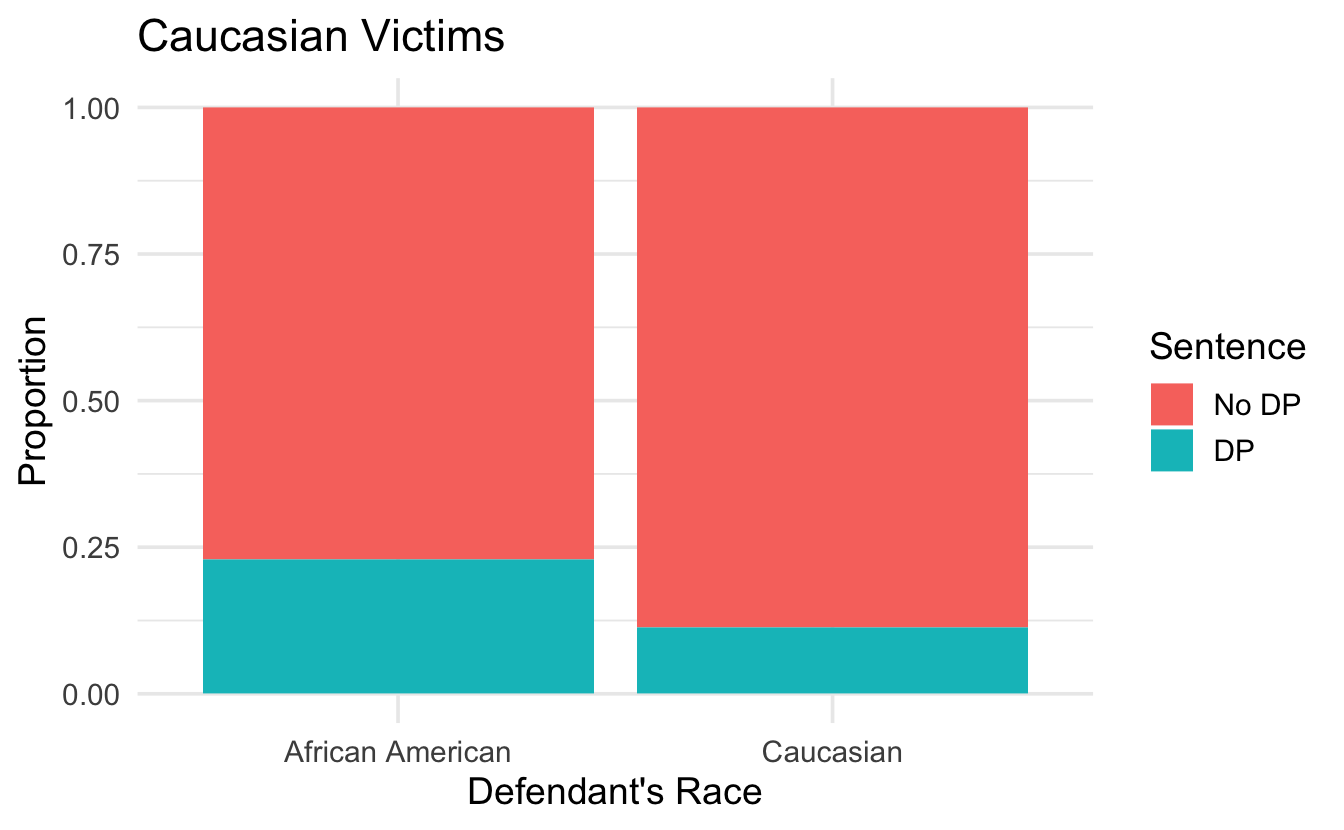 Caucasian Victims
1.00
0.75
0.50
0.25
0.00
Proportion
African American
Caucasian
Defendant's Race
Sentence
No DP
DP